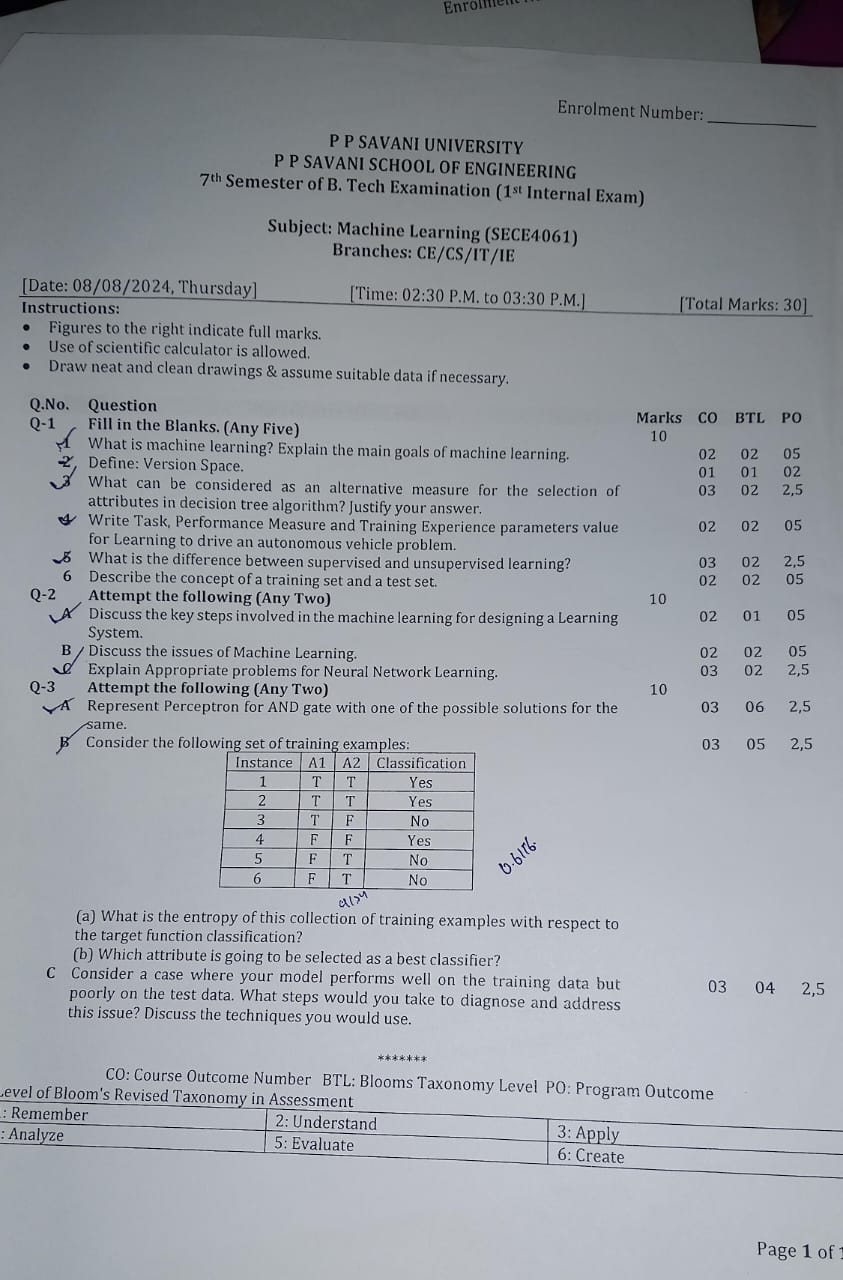 Enrolment
Enrolment Number:
P P SAVANI UNIVERSITY
P P SAVANI SCHOOL OF ENGINEERING
7th Semester of B. Tech Examination (1st Internal Exam)
Subject: Machine Learning (SECE4061)
Branches: CE/CS/IT/IE
[Date: 08/08/2024, Thursday] [Time: 02:30 P.M. to 03:30 P.M.] [Total Marks: 30]
Instructions:
• Figures to the right indicate full marks.
• Use of scientific calculator is allowed.
• Draw neat and clean drawings & assume suitable data if necessary.
Q.No. Question Marks CO BTL PO
Q-1 Fill in the Blanks. (Any Five) 10
1 What is machine learning? Explain the main goals of machine learning. 02 02 05
2 Define: Version Space. 01 01 02
3 What can be considered as an alternative measure for the selection of 03 02 2,5
attributes in decision tree algorithm? Justify your answer.
4 Write Task, Performance Measure and Training Experience parameters value 02 02 05
for Learning to drive an autonomous vehicle problem.
5 What is the difference between supervised and unsupervised learning? 03 02 2,5
6 Describe the concept of a training set and a test set. 02 02 05
Q-2 Attempt the following (Any Two) 10
A Discuss the key steps involved in the machine learning for designing a Learning 02 01 05
System.
B Discuss the issues of Machine Learning. 02 02 05
C Explain Appropriate problems for Neural Network Learning. 03 02 2,5
Q-3 Attempt the following (Any Two) 10
A Represent Perceptron for AND gate with one of the possible solutions for the 03 06 2,5
same.
B Consider the following set of training examples: 03 05 2,5
Instance A1 A2 Classification
1 T T Yes
2 T T Yes
3 T F No
4 F F Yes
5 F T No
6 F T No
(a) What is the entropy of this collection of training examples with respect to
the target function classification?
(b) Which attribute is going to be selected as a best classifier?
C Consider a case where your model performs well on the training data but 03 04 2,5
poorly on the test data. What steps would you take to diagnose and address
this issue? Discuss the techniques you would use.
*******
CO: Course Outcome Number BTL: Blooms Taxonomy Level PO: Program Outcome
Level of Bloom's Revised Taxonomy in Assessment
: Remember 2: Understand 3: Apply
: Analyze 5: Evaluate 6: Create
Page 1 of 1